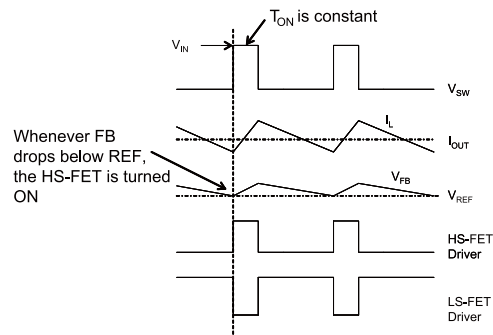 T_ON is constant
V_IN
V_SW
I_L
I_OUT
Whenever FB
drops below REF,
the HS-FET is turned
ON
V_FB
V_REF
HS-FET
Driver
LS-FET
Driver